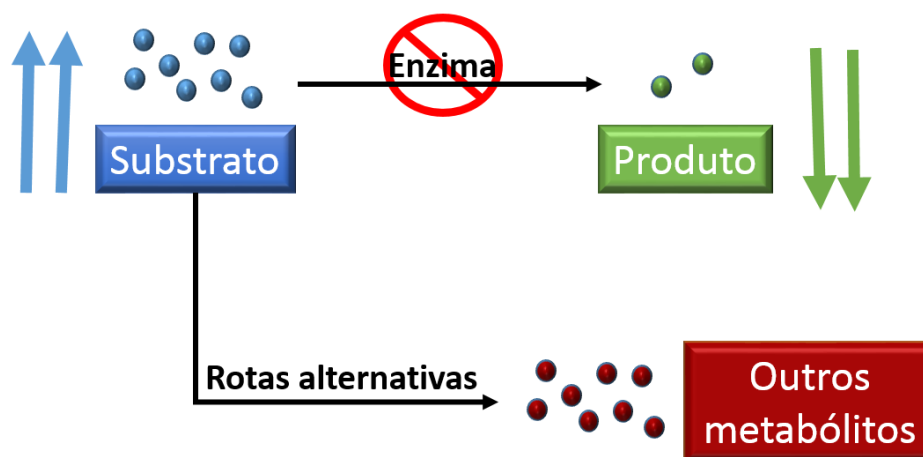 Enzima
Substrato
Produto
Rotas alternativas
Outros
metabólitos